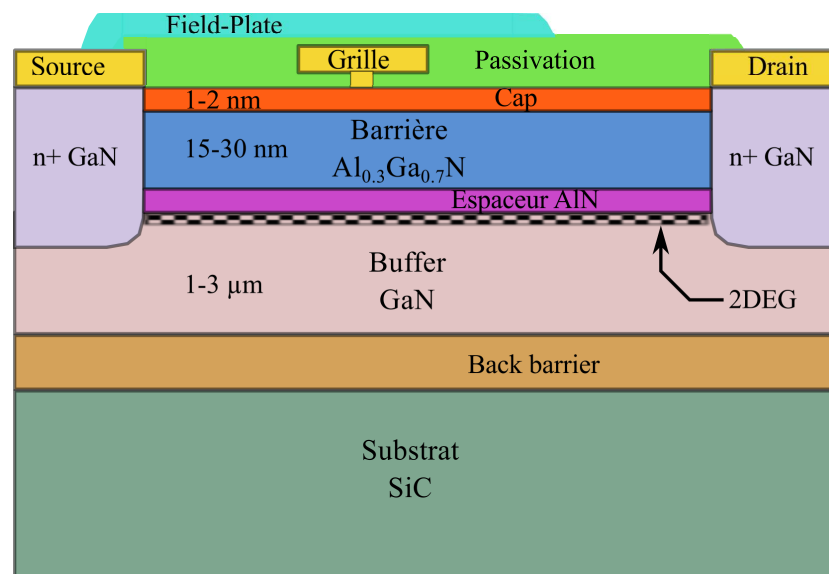 Field-Plate
Source
Grille
Passivation
Drain
1-2 nm
Cap
n+ GaN
15-30 nm
Barrière
Al₀.₃Ga₀.₇N
n+ GaN
Espaceur AlN
1-3 µm
Buffer
GaN
2DEG
Back barrier
Substrat
SiC